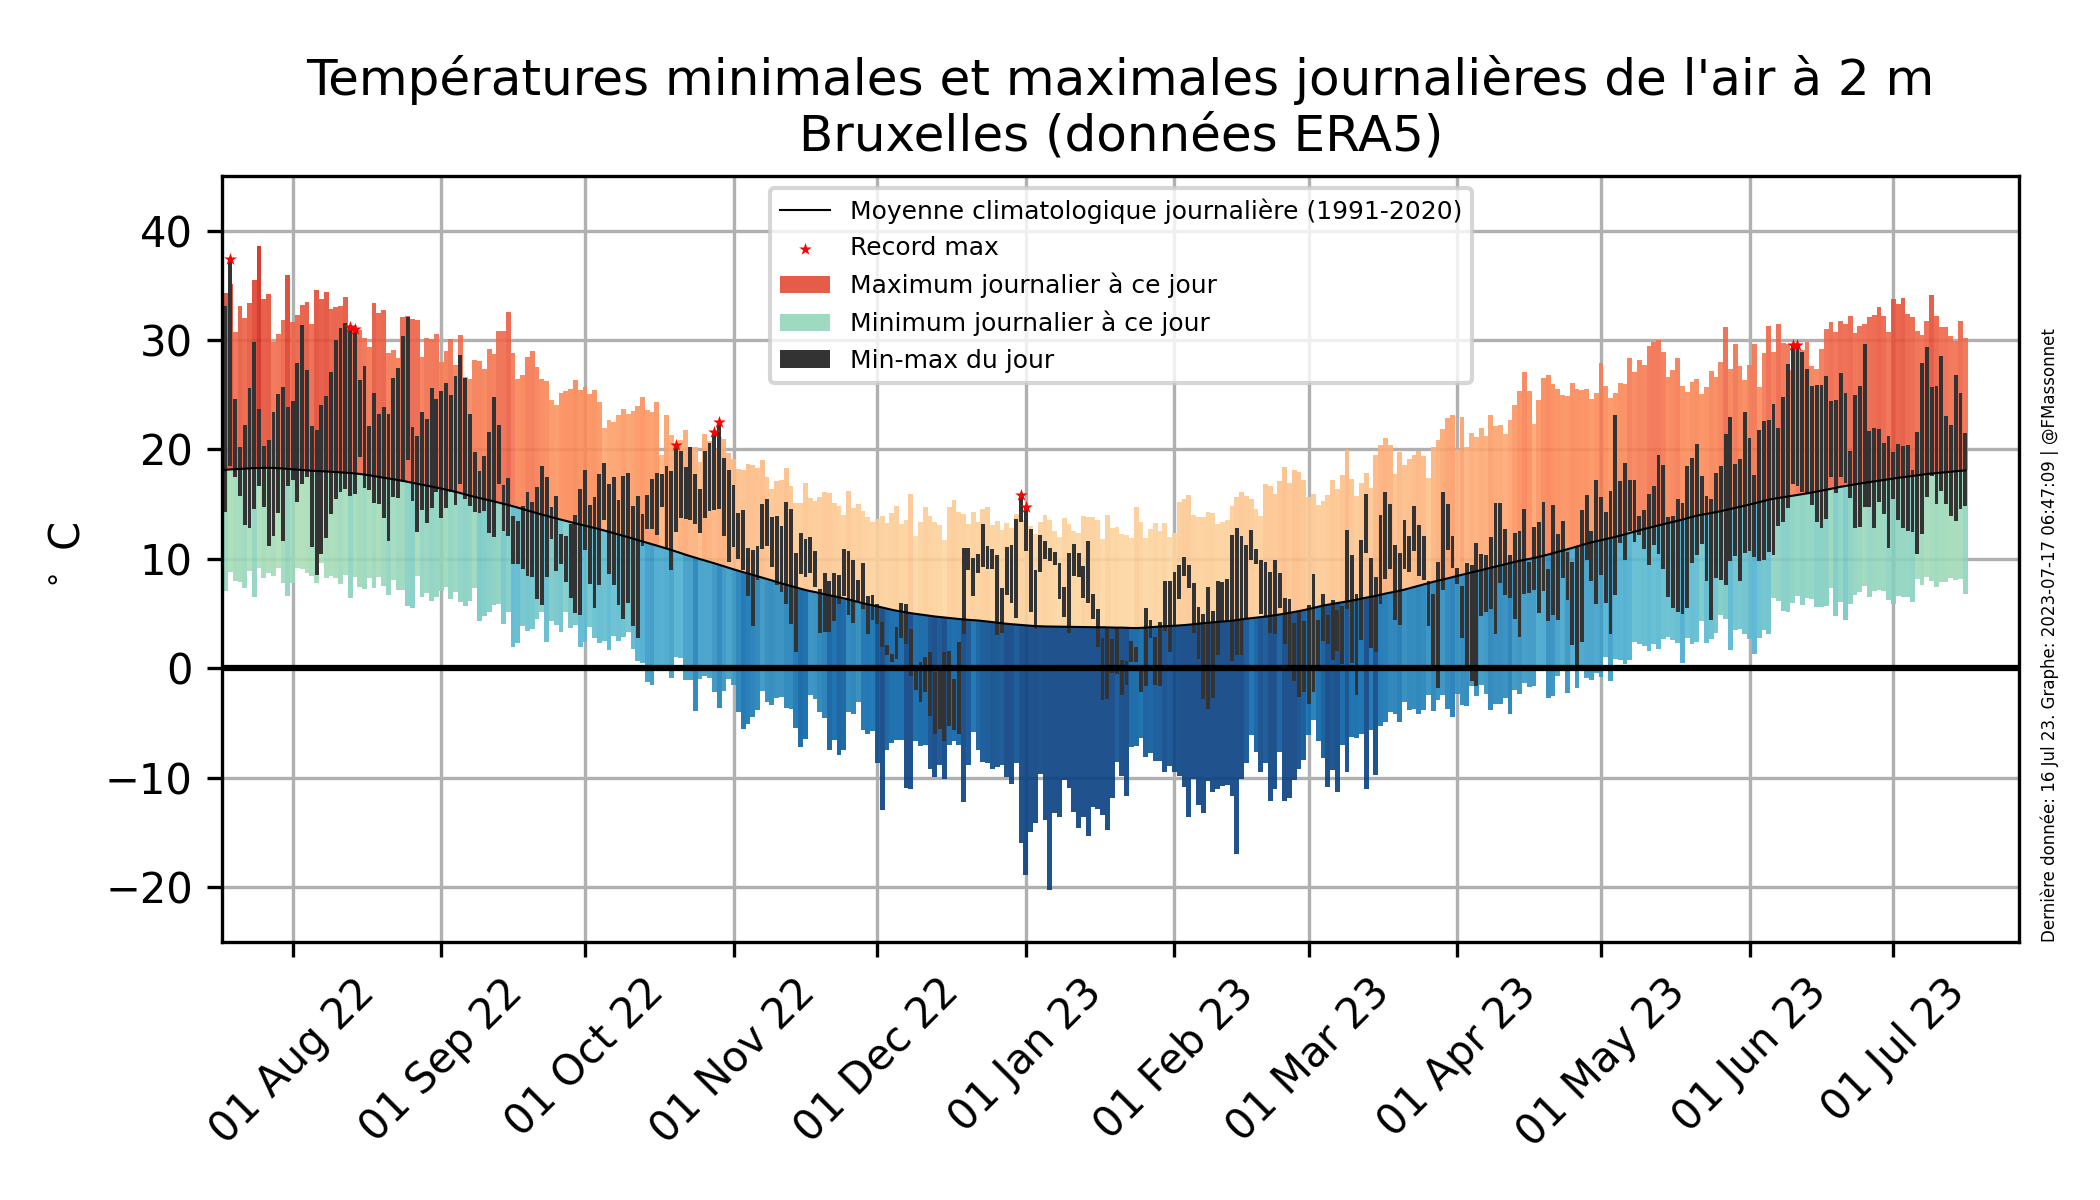 Températures minimales et maximales journalières de l'air à 2 m
Bruxelles (données ERA5)
Moyenne climatologique journalière (1991-2020)
Record max
Maximum journalier à ce jour
Minimum journalier à ce jour
Min-max du jour
40
30
20
10
0
−10
−20
° C
01 Aug 22
01 Sep 22
01 Oct 22
01 Nov 22
01 Dec 22
01 Jan 23
01 Feb 23
01 Mar 23
01 Apr 23
01 May 23
01 Jun 23
01 Jul 23
Dernière donnée: 16 Jul 23. Graphe: 2023-07-17 06:47:09 | @FMassonnet